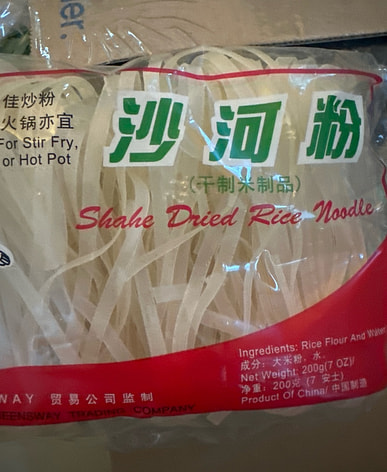 er.
佳炒粉
火锅亦宜
For Stir Fry,
or Hot Pot
沙河粉
(干制米制品)
Shahe Dried Rice Noodle
Ingredients: Rice Flour And Water
成分: 大米粉, 水.
Net Weight: 200g(7 OZ)/
净重: 200克 (7 安士)
Product Of China/ 中国制造
WAY 贸易公司监制
EENSWAY TRADING COMPANY